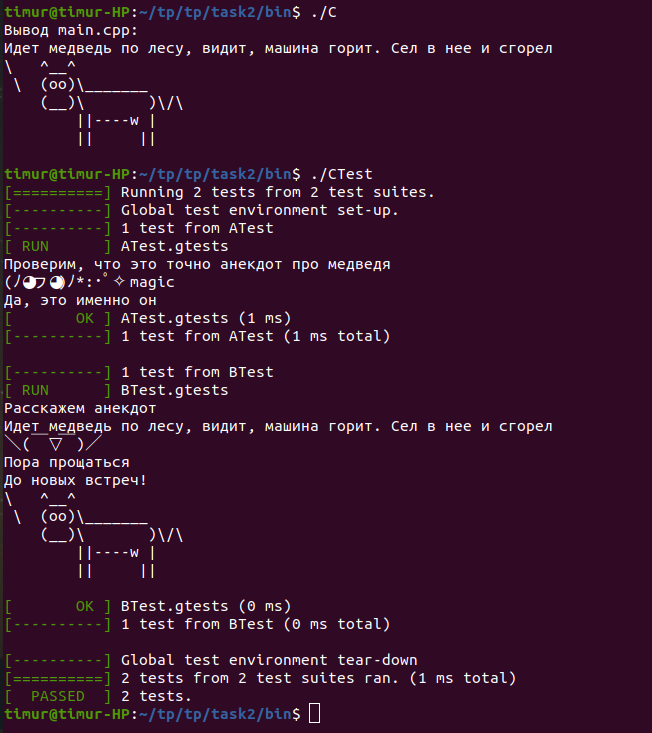 timur@timur-HP:~/tp/tp/task2/bin$ ./C
Вывод main.cpp:
Идет медведь по лесу, видит, машина горит. Сел в нее и сгорел
\   ^__^
 \  (oo)\_______
    (__)\       )\/\
        ||----w |
        ||     ||
timur@timur-HP:~/tp/tp/task2/bin$ ./CTest
[==========] Running 2 tests from 2 test suites.
[----------] Global test environment set-up.
[----------] 1 test from ATest
[ RUN      ] ATest.gtests
Проверим, что это точно анекдот про медведя
(ﾉ◕ヮ◕)ﾉ*:･ﾟ✧ magic
Да, это именно он
[       OK ] ATest.gtests (1 ms)
[----------] 1 test from ATest (1 ms total)
[----------] 1 test from BTest
[ RUN      ] BTest.gtests
Расскажем анекдот
Идет медведь по лесу, видит, машина горит. Сел в нее и сгорел
＼(￣▽￣)／
Пора прощаться
До новых встреч!
\   ^__^
 \  (oo)\_______
    (__)\       )\/\
        ||----w |
        ||     ||
[       OK ] BTest.gtests (0 ms)
[----------] 1 test from BTest (0 ms total)
[----------] Global test environment tear-down
[==========] 2 tests from 2 test suites ran. (1 ms total)
[  PASSED  ] 2 tests.
timur@timur-HP:~/tp/tp/task2/bin$